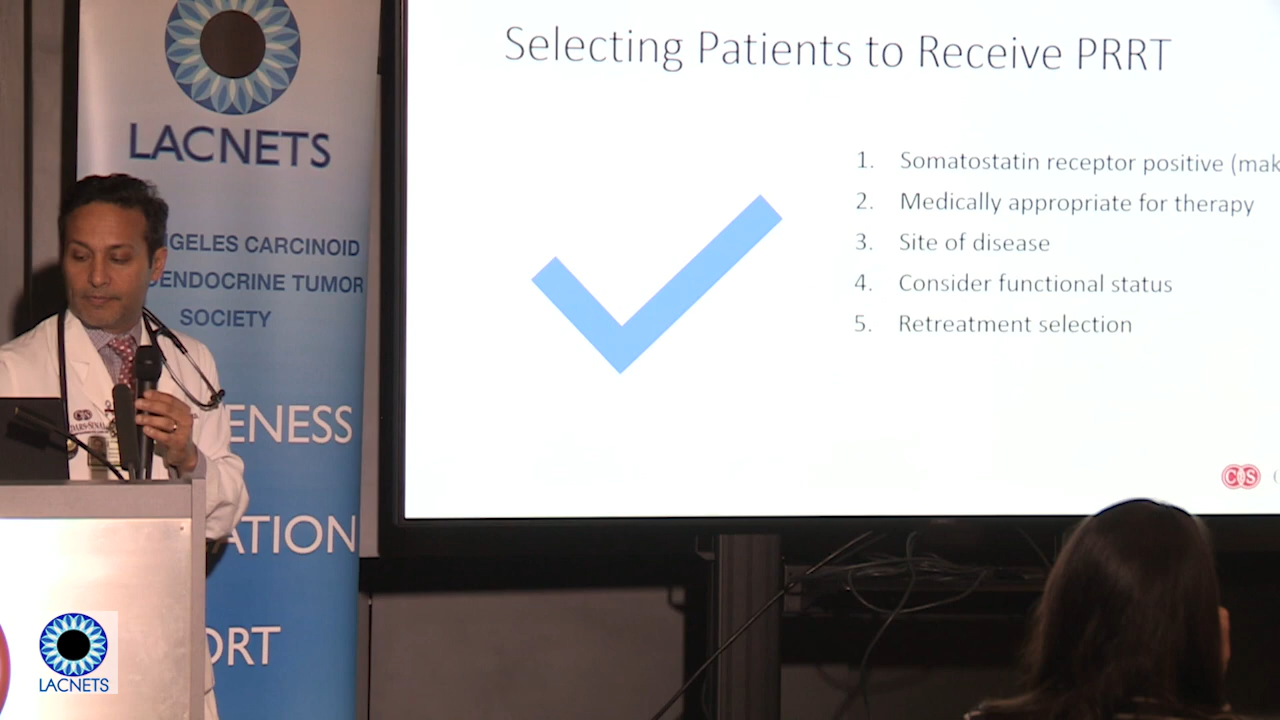 LACNETS
GELES CARCINOID
ENDOCRINE TUMOR
SOCIETY
ENESS
ATION
ORT
Selecting Patients to Receive PRRT
1. Somatostatin receptor positive (mak
2. Medically appropriate for therapy
3. Site of disease
4. Consider functional status
5. Retreatment selection
CS
LACNETS